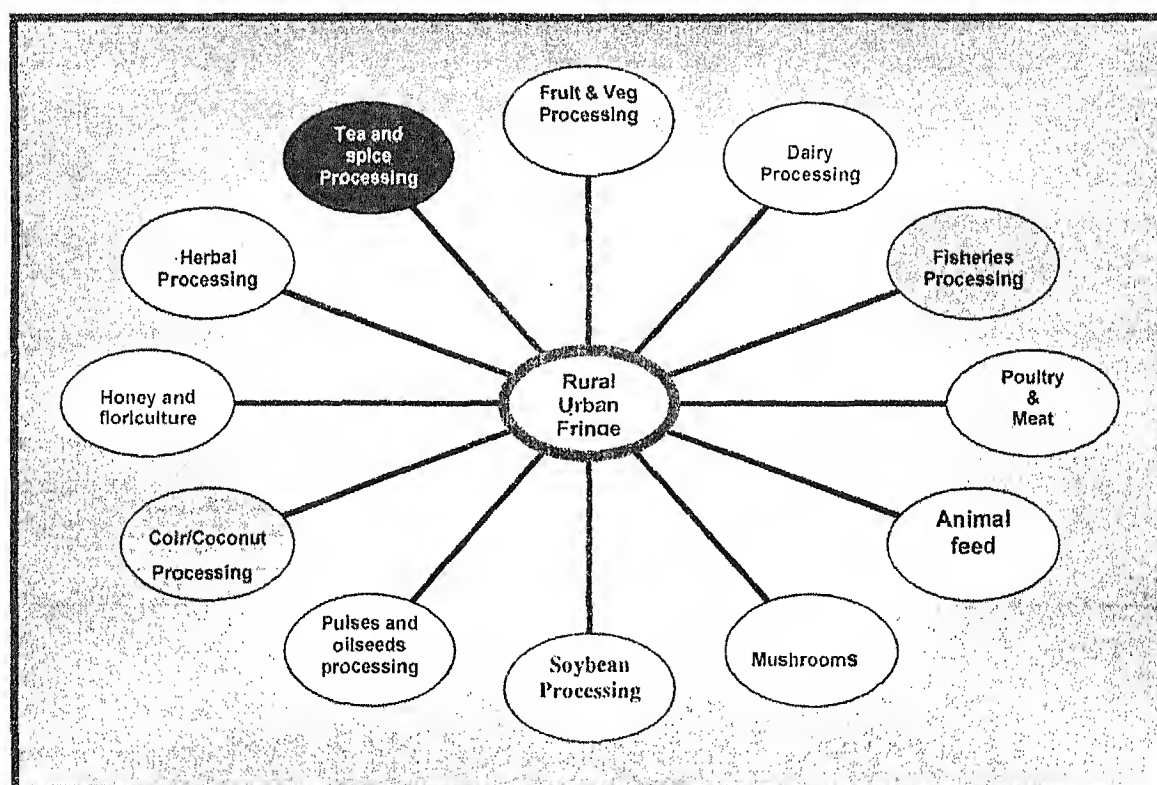 Fruit & Veg
Processing
Dairy
Processing
Fisheries
Processing
Poultry
&
Meat
Animal
feed
Mushrooms
Soybean
Processing
Pulses and
oilseeds
processing
Coir/Coconut
Processing
Honey and
floriculture
Herbal
Processing
Tea and
spice
Processing
Rural
Urban
Fringe